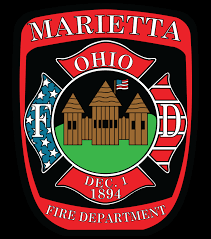 MARIETTA
OHIO
F D
DEC. 1
1894
FIRE DEPARTMENT